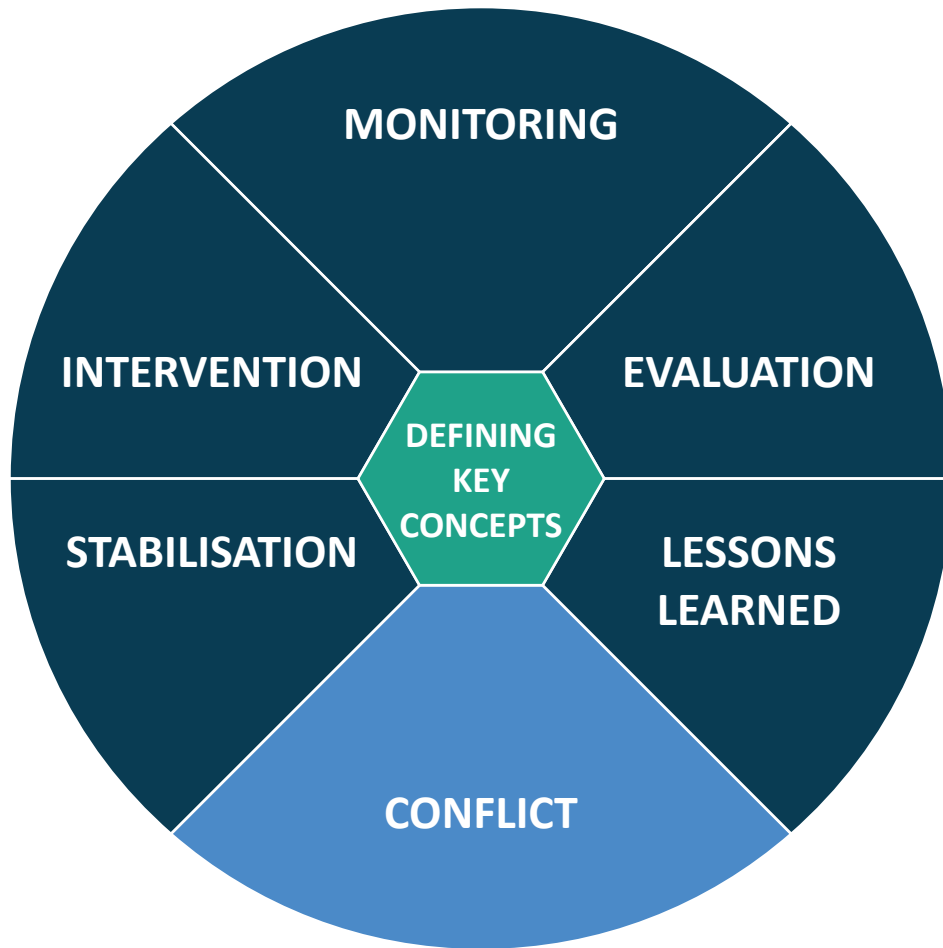 MONITORING
INTERVENTION
EVALUATION
DEFINING
KEY
CONCEPTS
STABILISATION
LESSONS
LEARNED
CONFLICT